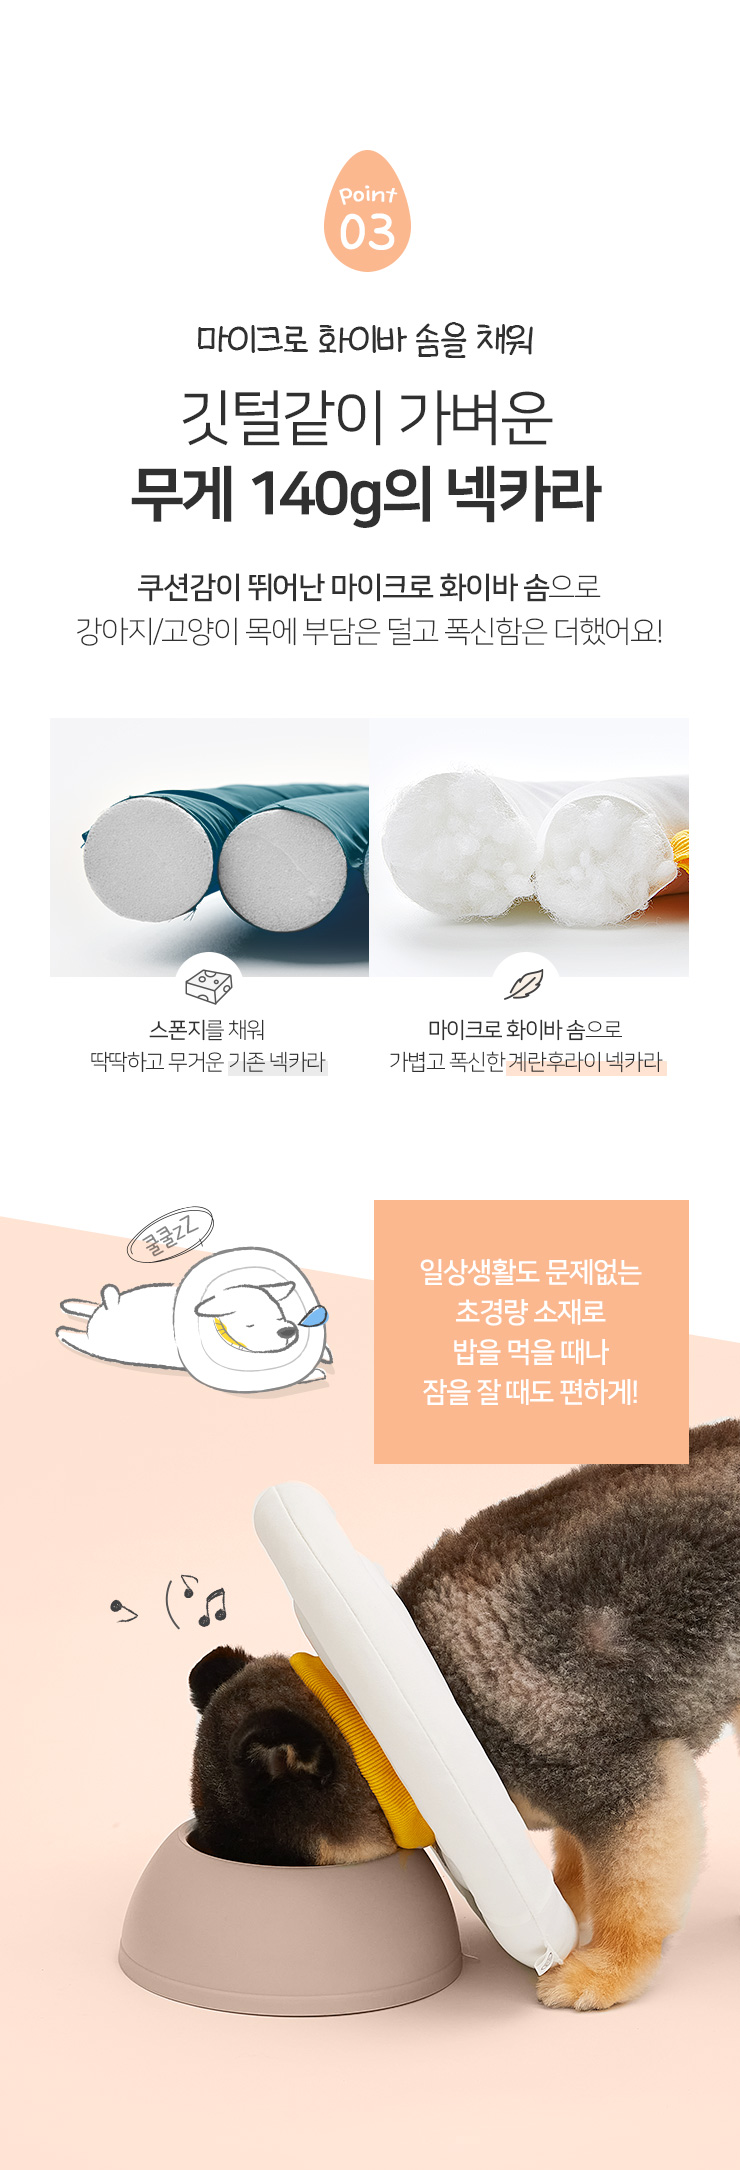 Point
03
마이크로 화이바 솜을 채워
깃털같이 가벼운
무게 140g의 넥카라
쿠션감이 뛰어난 마이크로 화이바 솜으로
강아지/고양이 목에 부담은 덜고 폭신함은 더했어요!
스폰지를 채워
딱딱하고 무거운 기존 넥카라
마이크로 화이바 솜으로
가볍고 폭신한 계란후라이 넥카라
쿨쿨zZ
일상생활도 문제없는
초경량 소재로
밥을 먹을 때나
잠을 잘 때도 편하게!